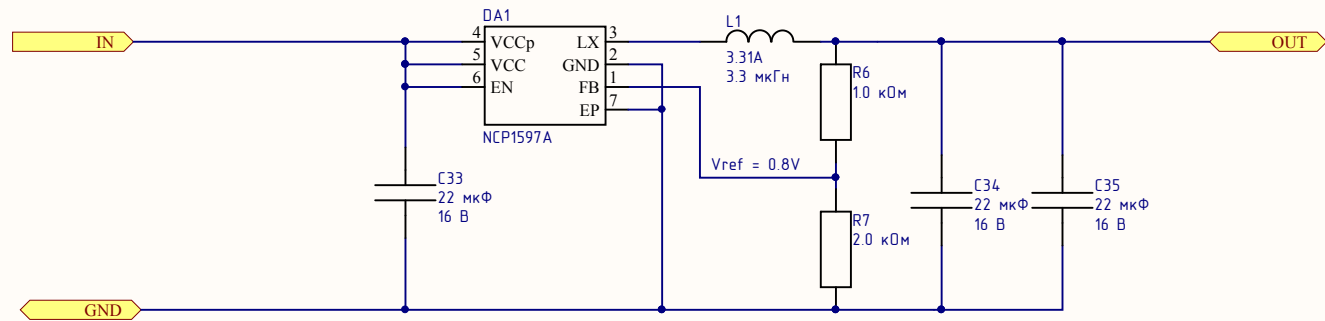 DA1
L1
IN
4 VCCp LX 3
5 VCC GND 2
6 EN FB 1
EP 7
NCP1597A
3.31А
3.3 мкГн
OUT
R6
1.0 кОм
Vref = 0.8V
C33
22 мкФ
16 В
R7
2.0 кОм
C34
22 мкФ
16 В
C35
22 мкФ
16 В
GND